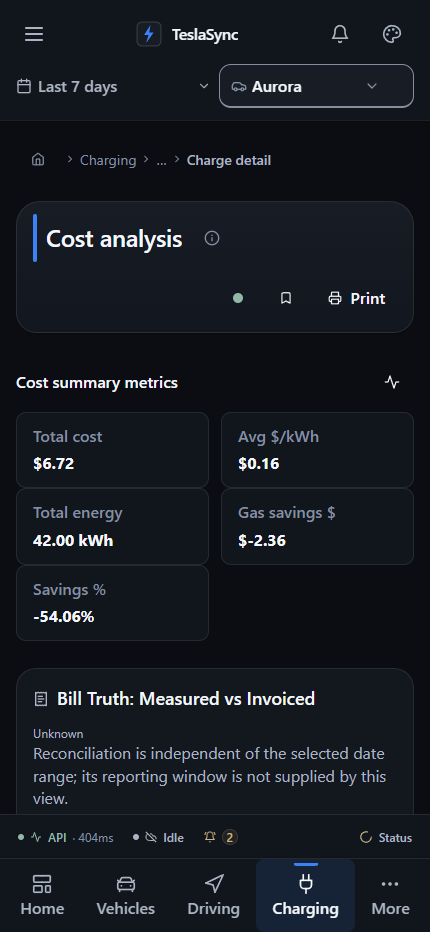 TeslaSync
Last 7 days
Aurora
Charging
...
Charge detail
Cost analysis
Print
Cost summary metrics
Total cost
$6.72
Avg $/kWh
$0.16
Total energy
42.00 kWh
Gas savings $
$-2.36
Savings %
-54.06%
Bill Truth: Measured vs Invoiced
Unknown
Reconciliation is independent of the selected date
range; its reporting window is not supplied by this
view.
API · 404ms
Idle
2
Status
Home
Vehicles
Driving
Charging
More